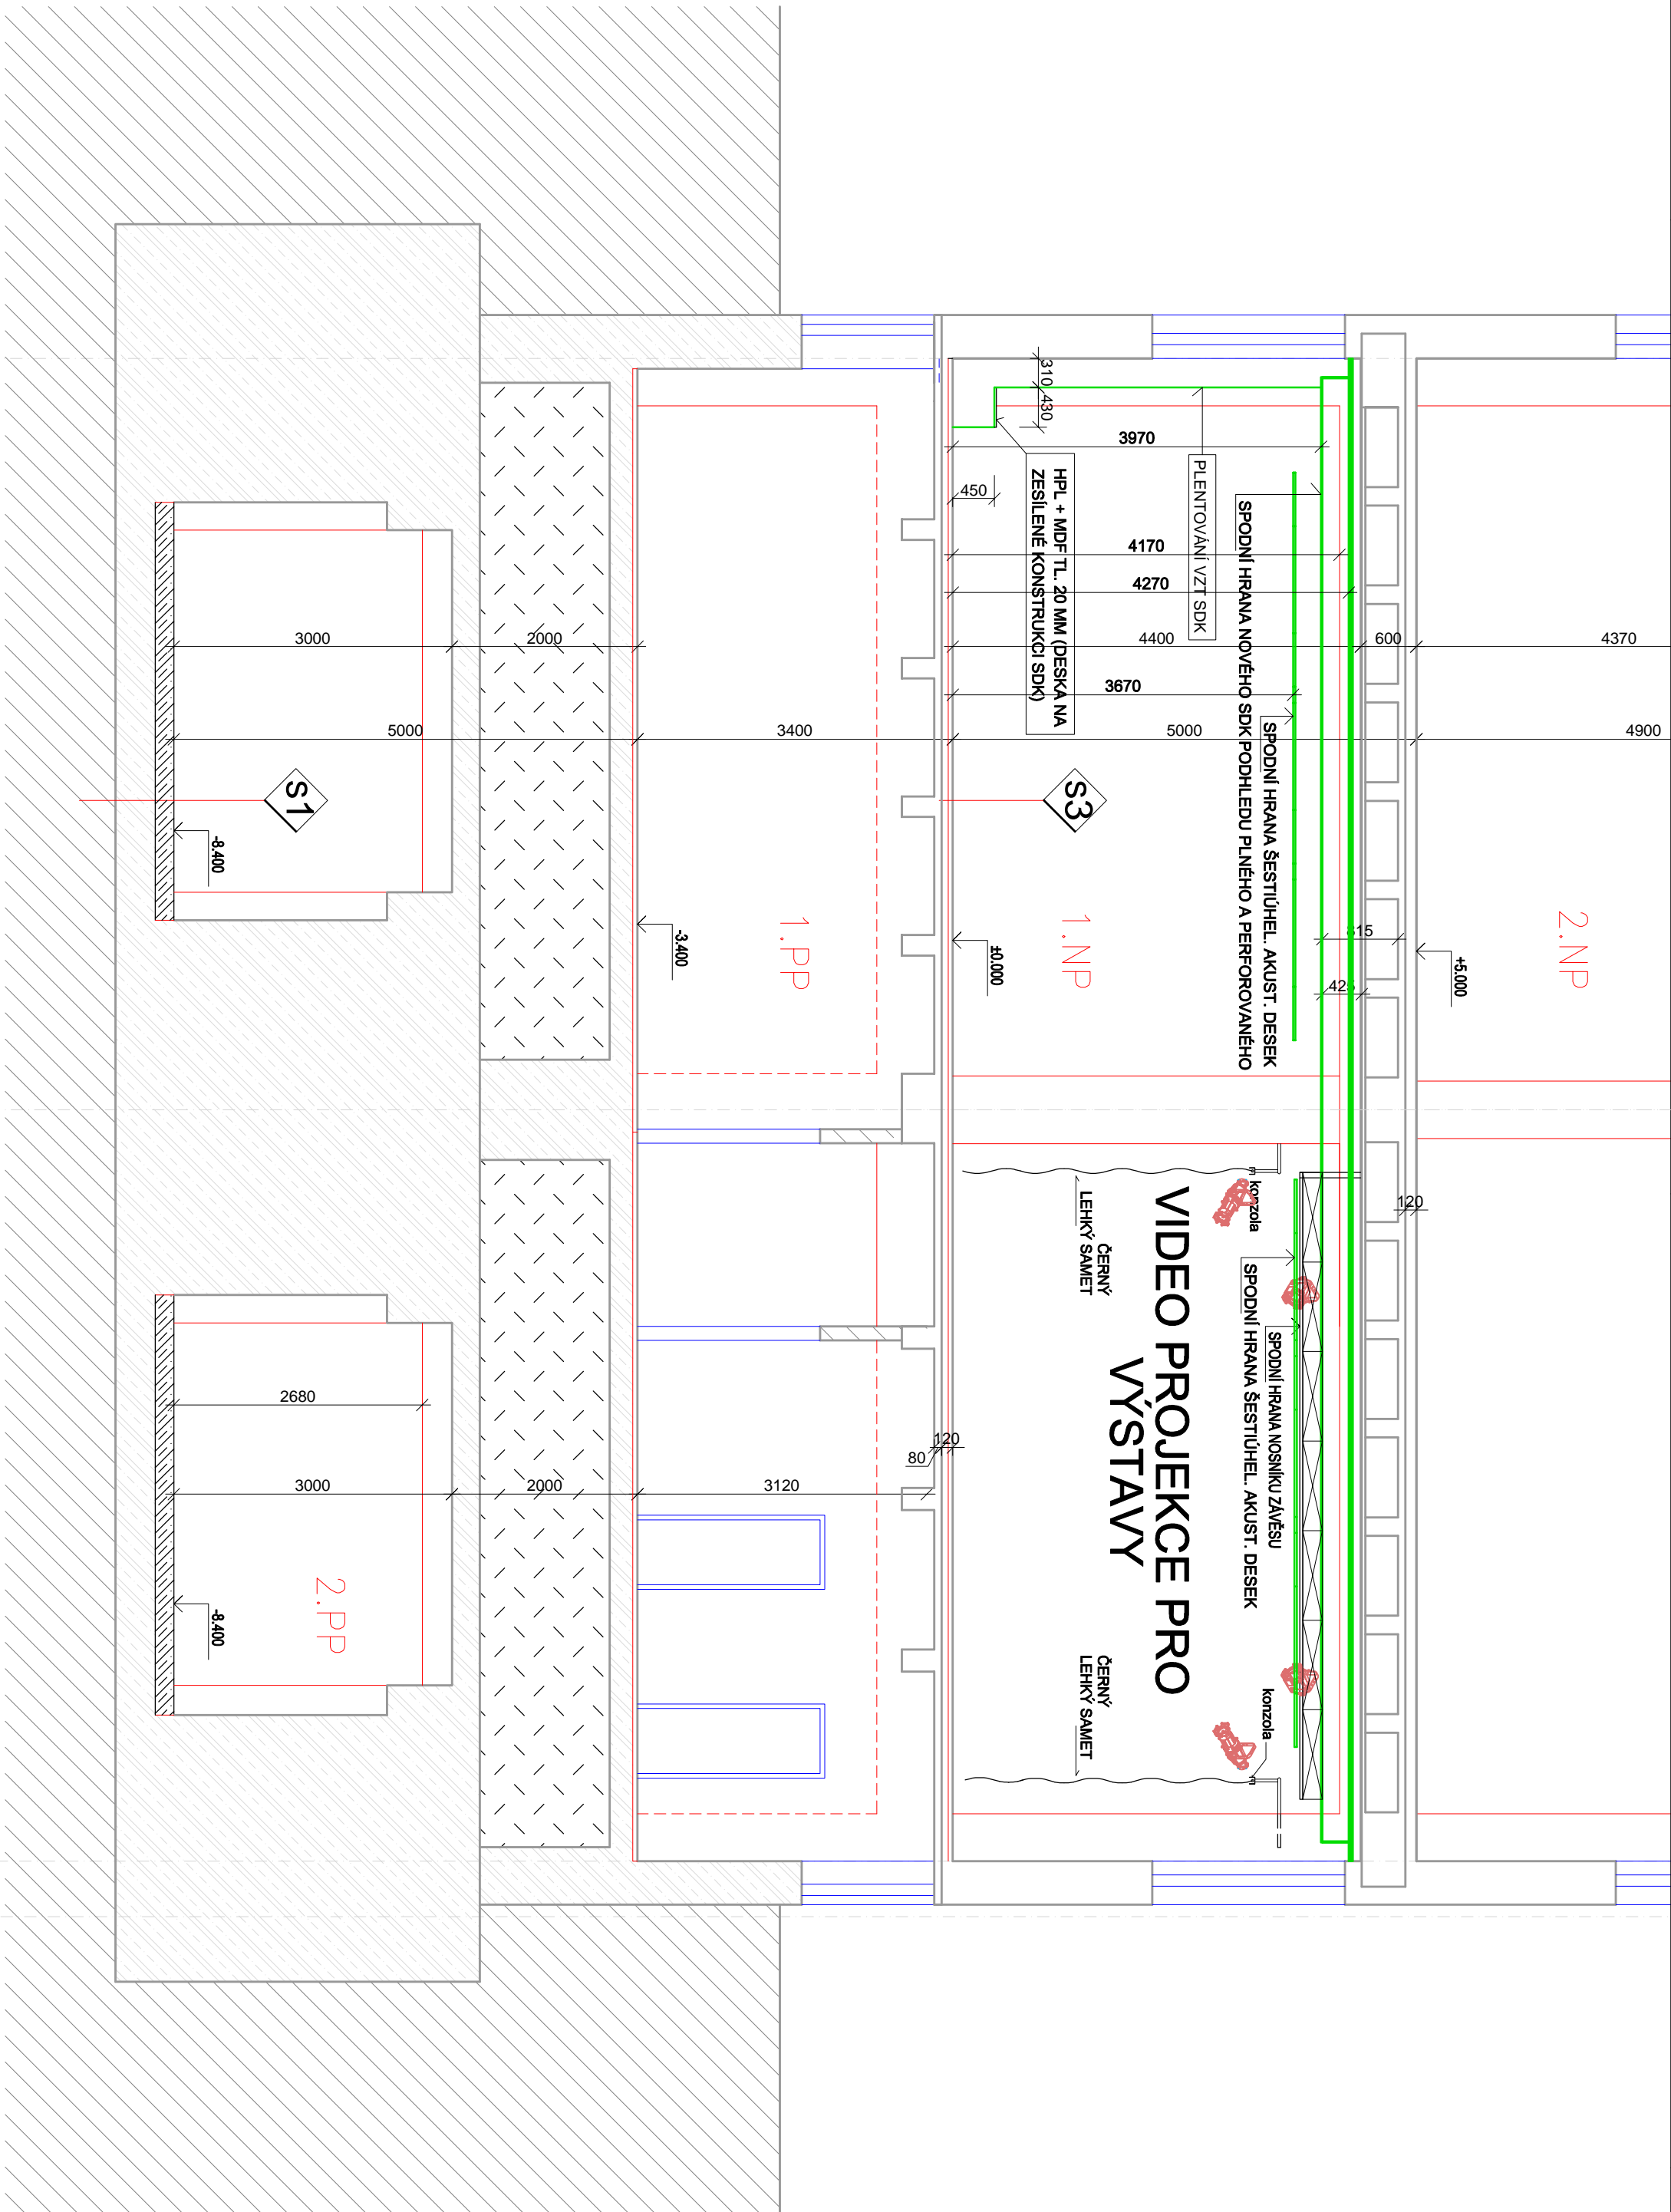 2.NP
4370
4900
+5.000
600
815
425
120
SPODNÍ HRANA ŠESTIÚHEL. AKUST. DESEK
SPODNÍ HRANA NOVÉHO SDK PODHLEDU PLNÉHO A PERFOROVANÉHO
PLENTOVÁNÍ VZT SDK
HPL + MDF TL. 20 MM (DESKA NA
ZESÍLENÉ KONSTRUKCI SDK)
310
430
450
3970
4170
4270
4400
3670
5000
S3
1.NP
±0.000
SPODNÍ HRANA NOSNÍKU ZÁVĚSU
SPODNÍ HRANA ŠESTIÚHEL. AKUST. DESEK
konzola
konzola
VIDEO PROJEKCE PRO
VÝSTAVY
ČERNÝ
LEHKÝ SAMET
ČERNÝ
LEHKÝ SAMET
120
80
1.PP
3400
3120
-3.400
2000
2000
5000
3000
S1
-8.400
2680
3000
2.PP
-8.400